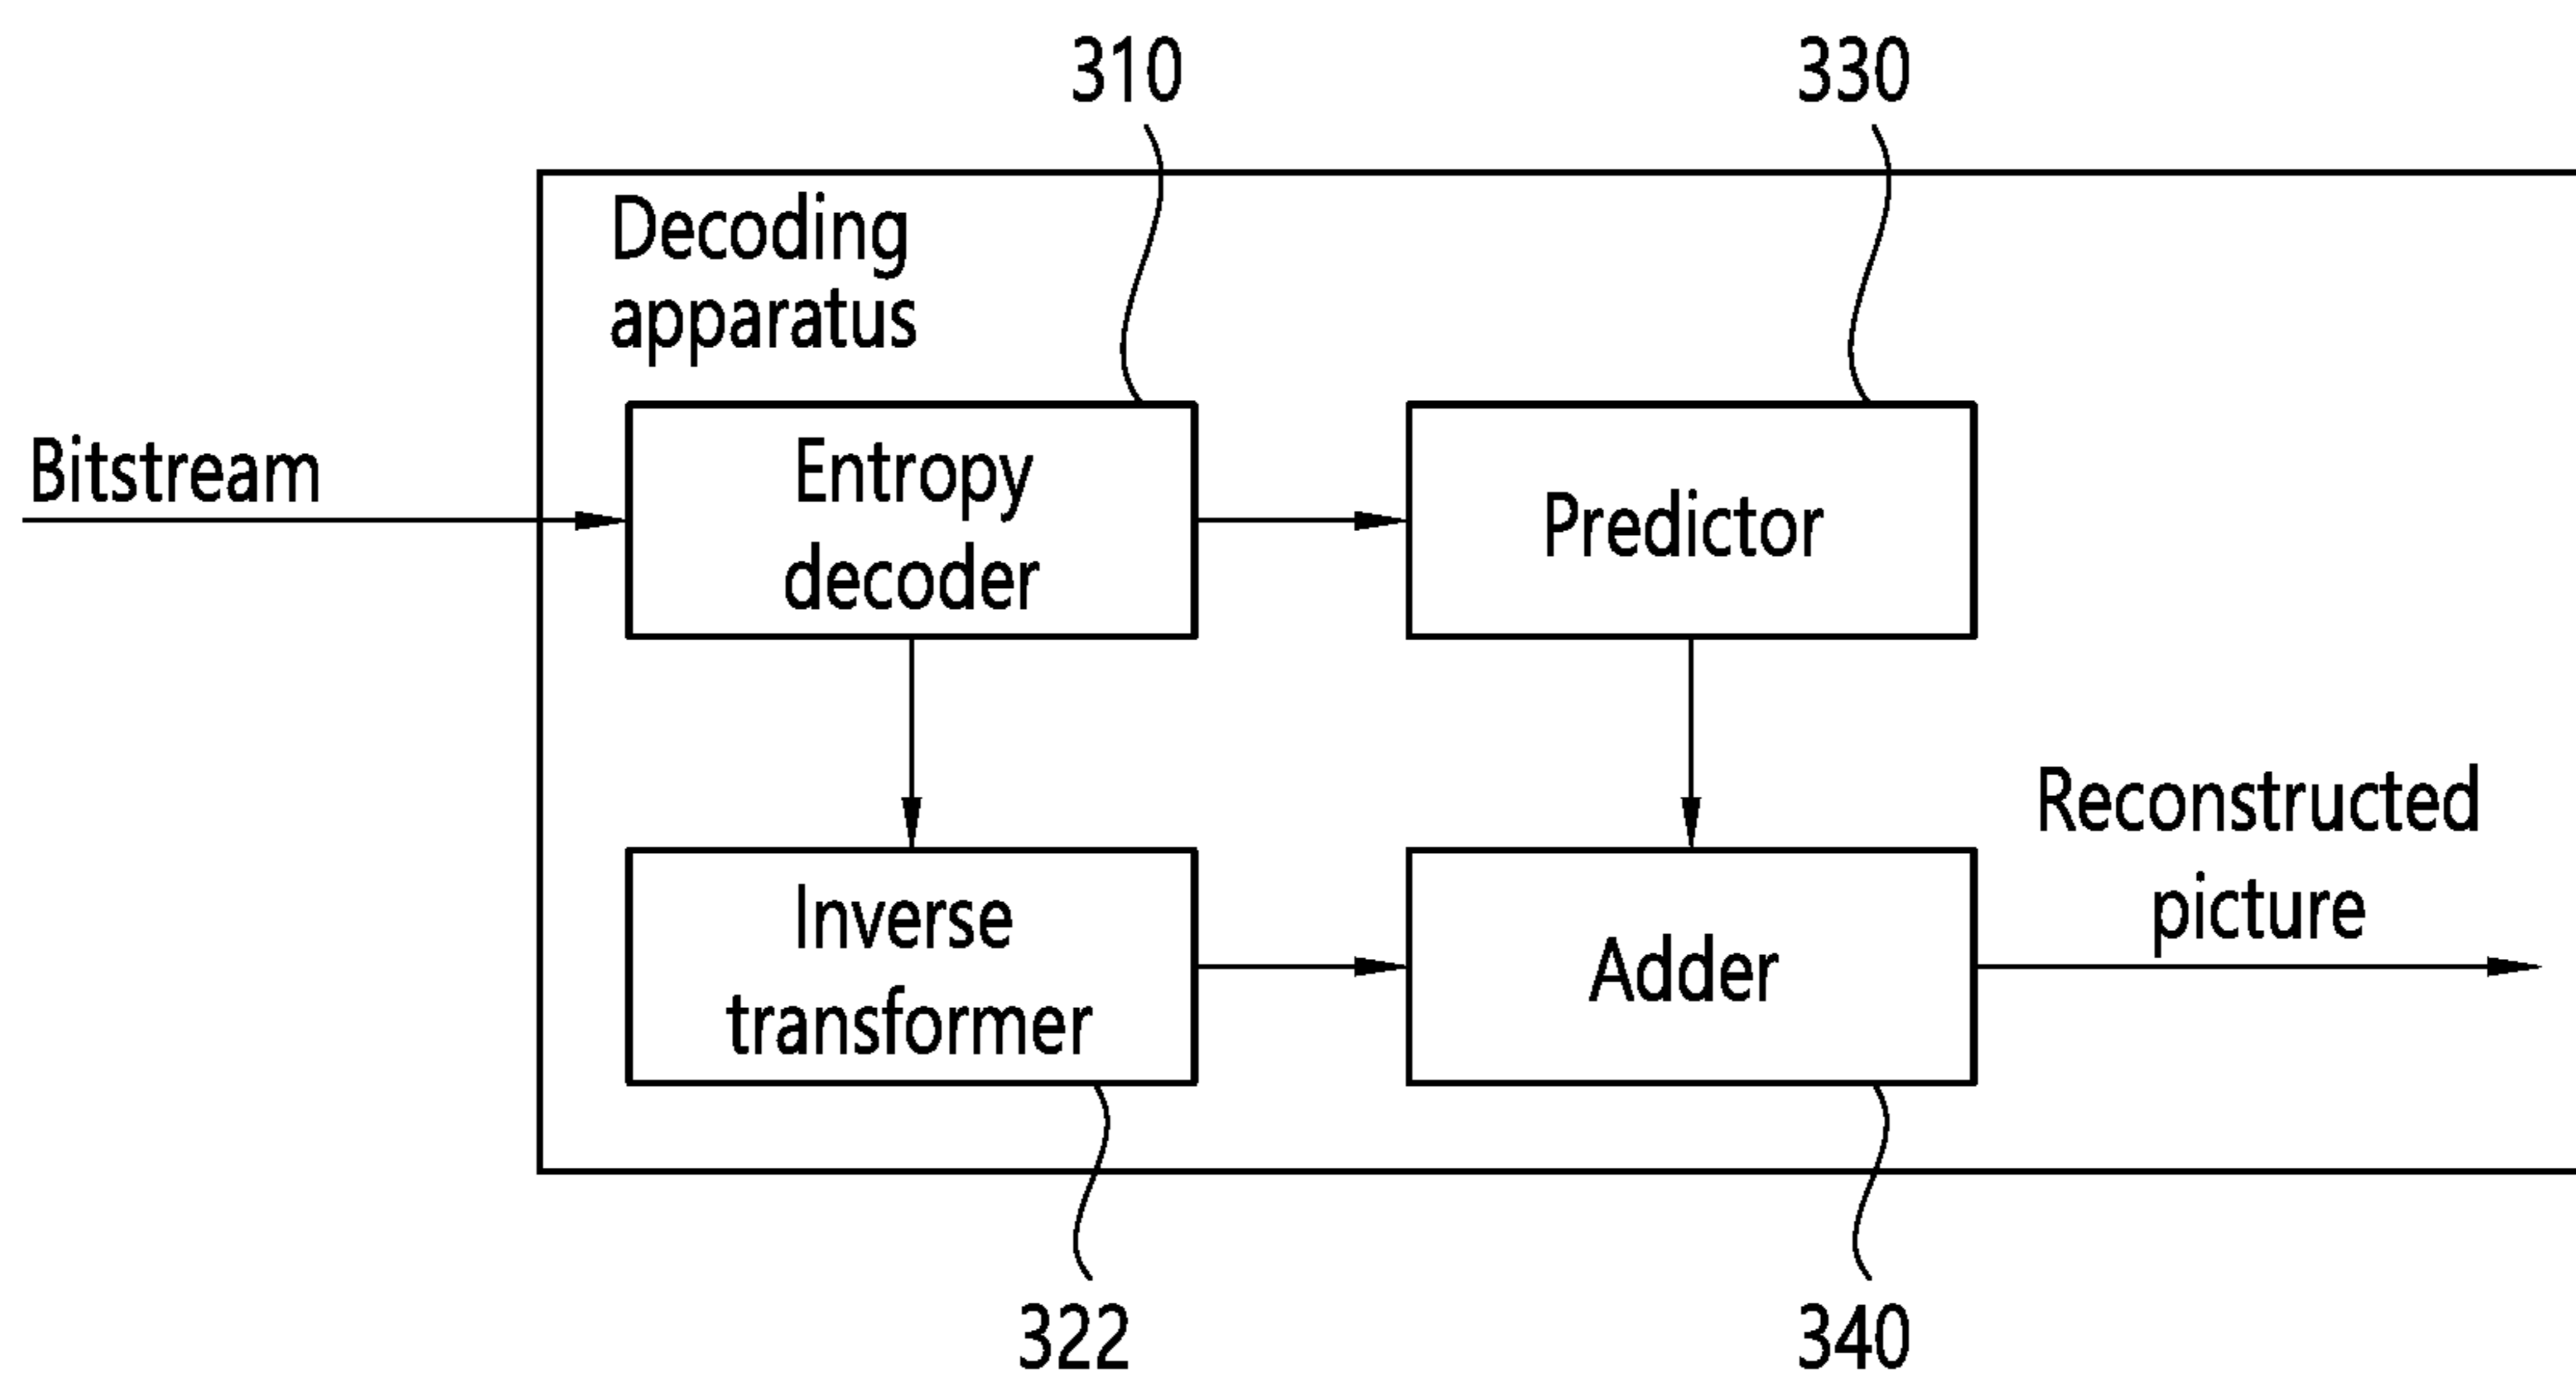 310
330
Decoding
apparatus
Bitstream
Entropy
decoder
Predictor
Reconstructed
picture
Inverse
transformer
Adder
322
340